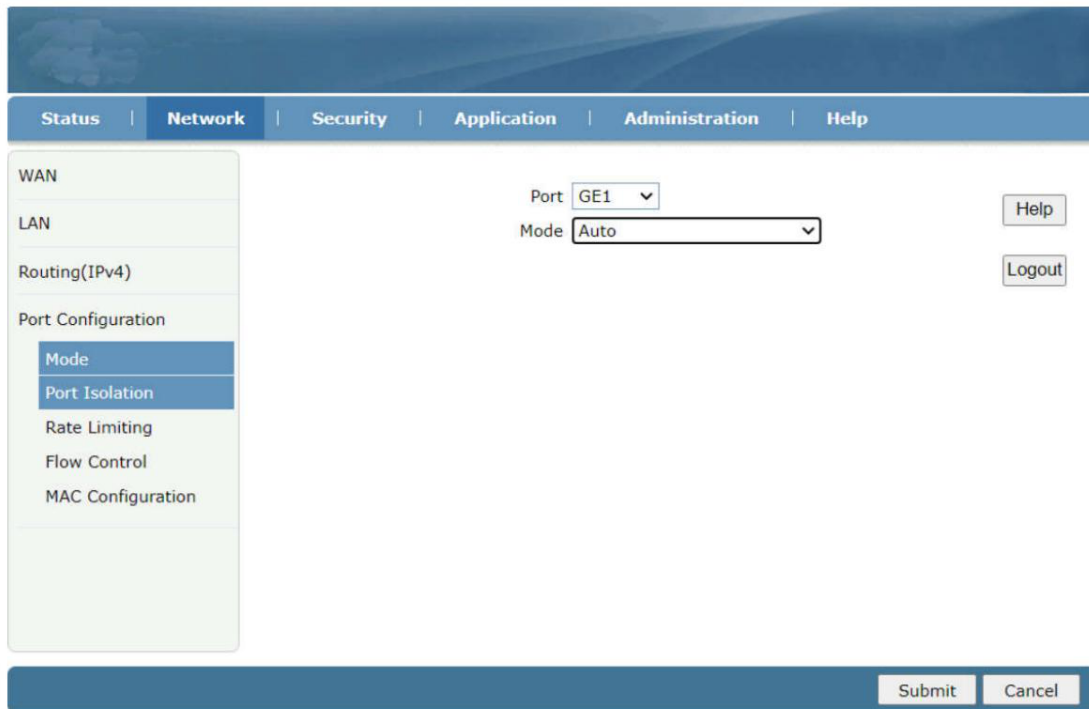 Status | Network | Security | Application | Administration | Help
WAN
LAN
Routing(IPv4)
Port Configuration
Mode
Port Isolation
Rate Limiting
Flow Control
MAC Configuration
Port GE1
Mode Auto
Help
Logout
Submit Cancel